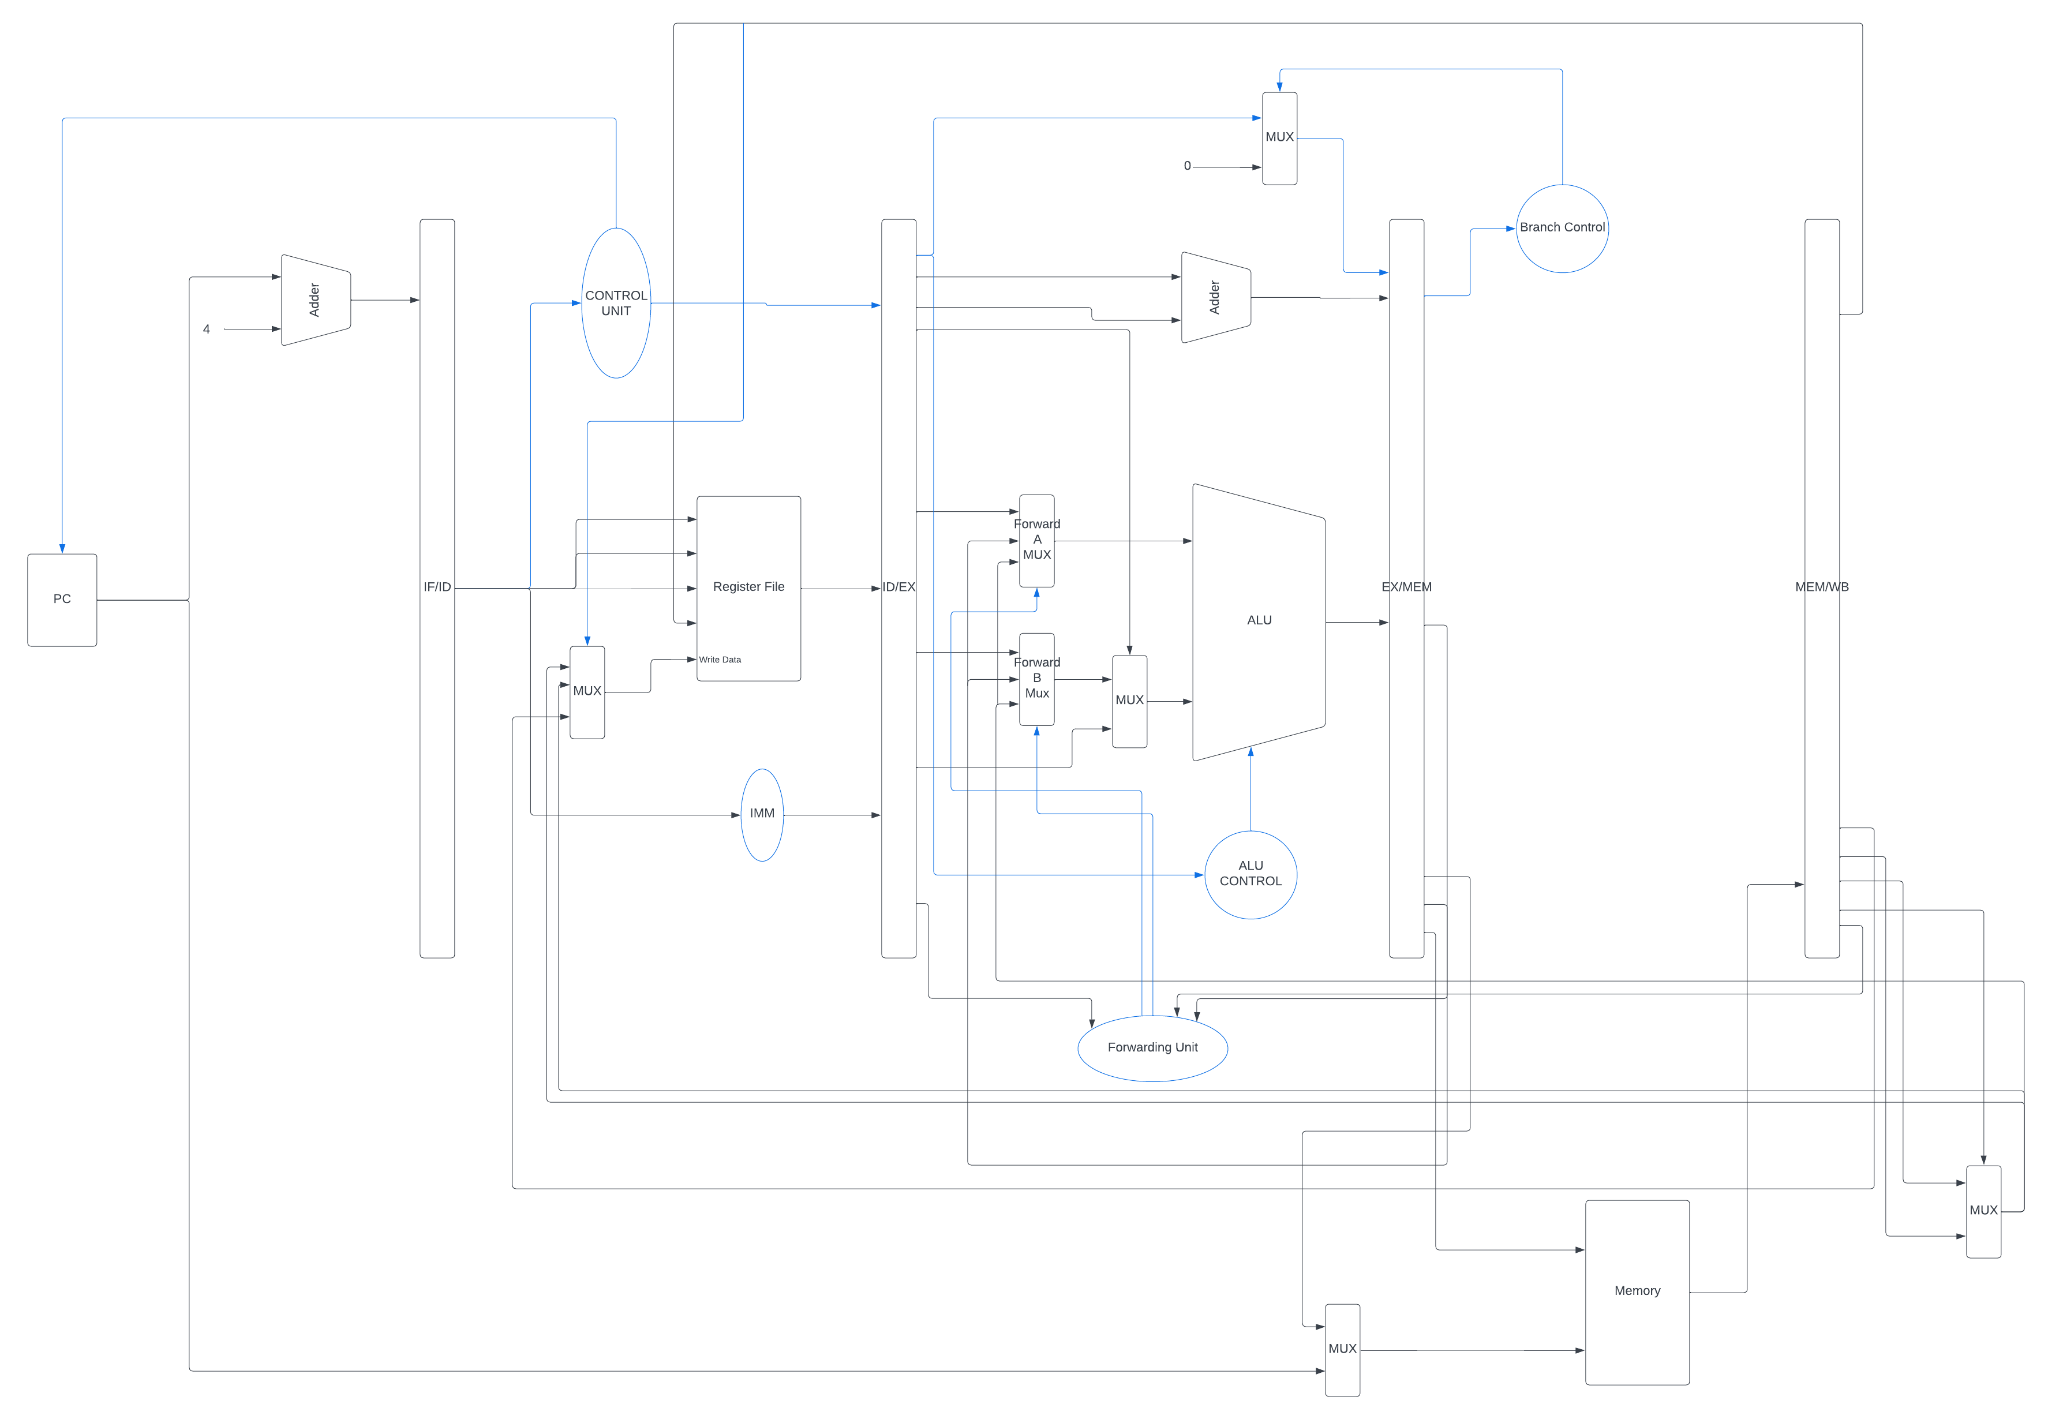 MUX
0
Branch Control
Adder
4
CONTROL
UNIT
Adder
Forward
A
MUX
IF/ID
Register File
ID/EX
EX/MEM
MEM/WB
PC
ALU
Write Data
Forward
B
Mux
MUX
MUX
IMM
ALU
CONTROL
Forwarding Unit
MUX
Memory
MUX